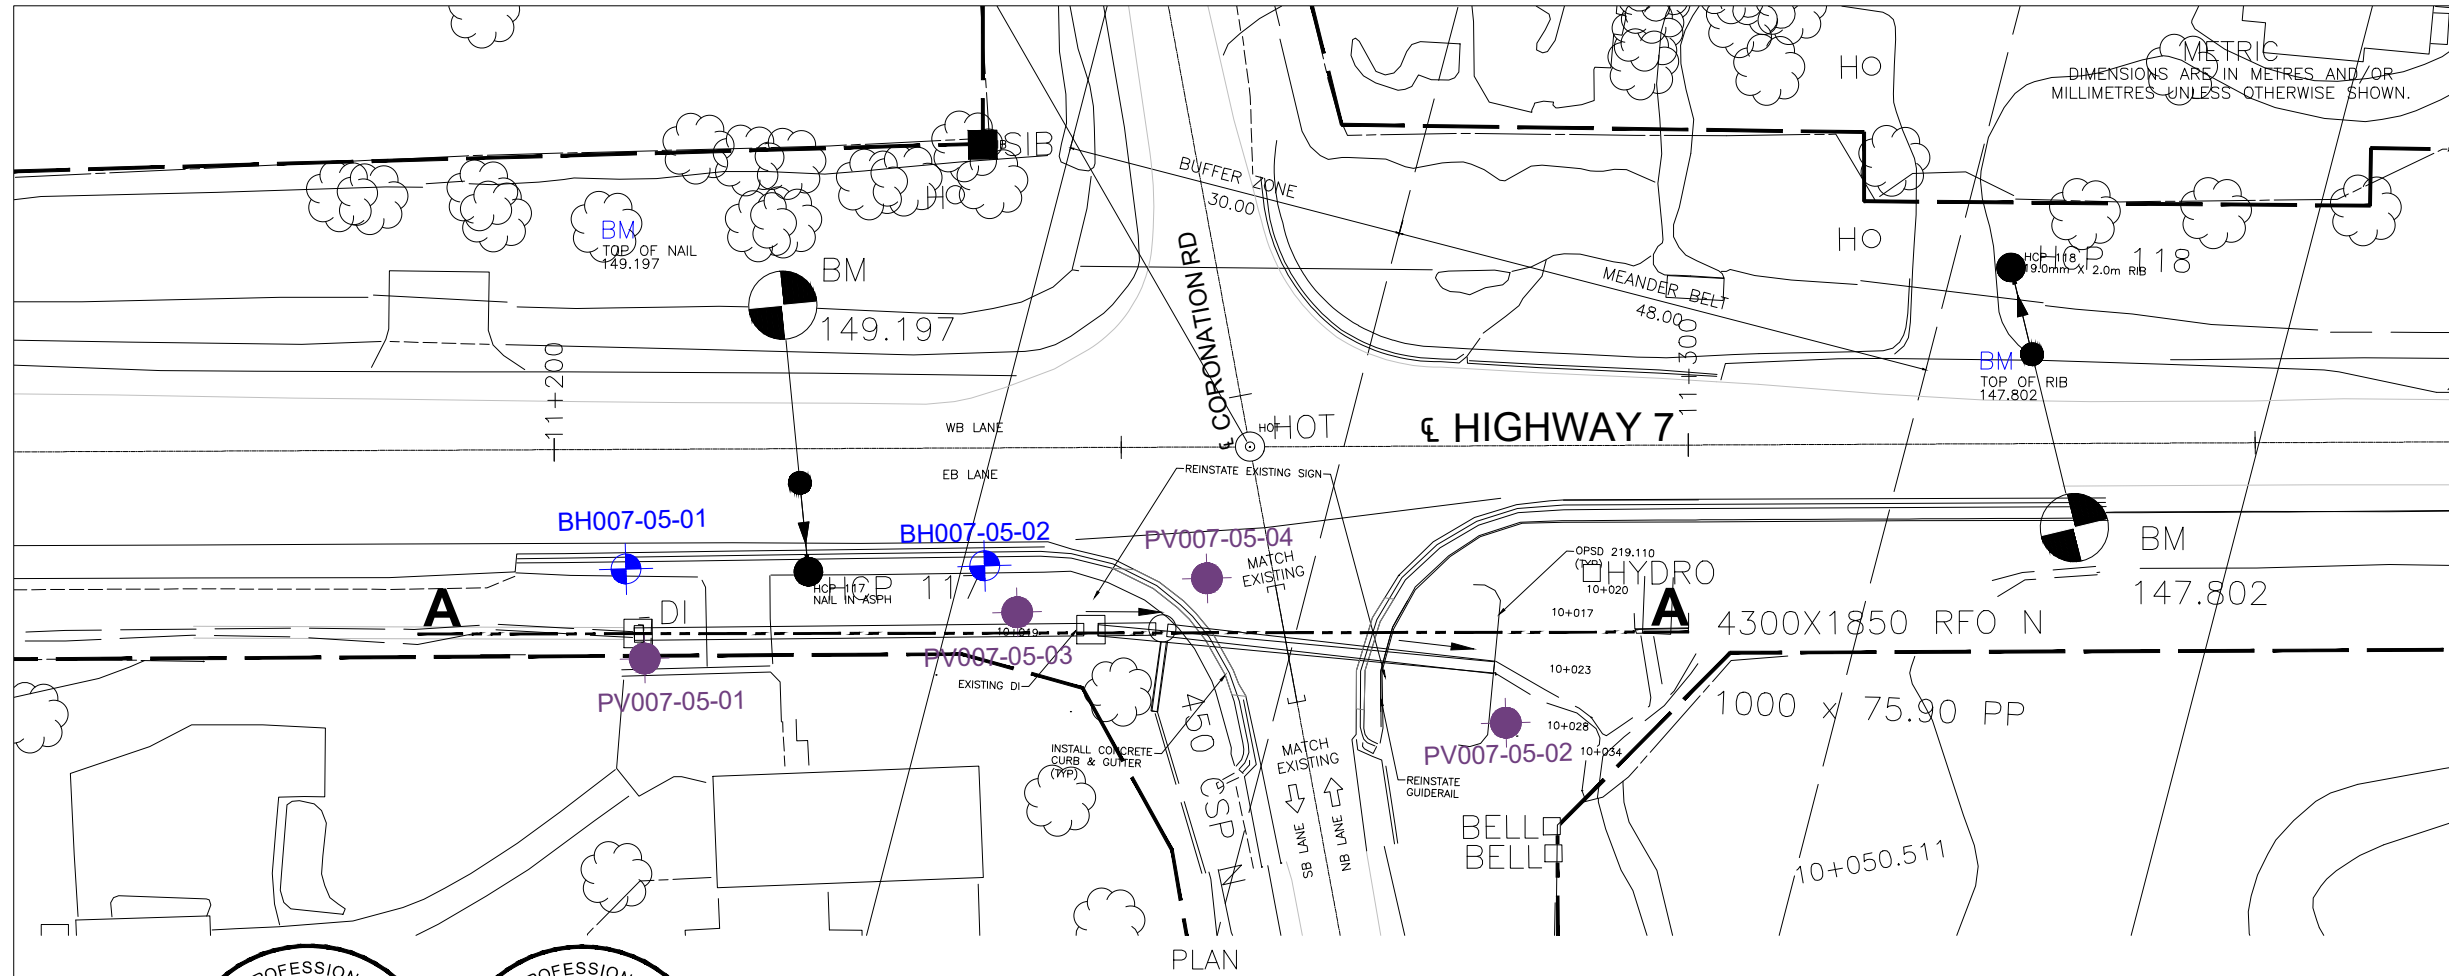 METRIC
DIMENSIONS ARE IN METRES AND/OR
MILLIMETRES UNLESS OTHERWISE SHOWN.
HO
SIB
HO
BUFFER ZONE
30.00
BM
TOP OF NAIL
149.197
BM
149.197
CORONATION RD
HO
MEANDER BELT
48.00
HCP 118
HCP 118
19.0mm X 2.0m RIB
BM
TOP OF RIB
147.802
11+200
11+300
WB LANE
HOT
HOT
℄ HIGHWAY 7
℄
EB LANE
REINSTATE EXISTING SIGN
BH007-05-01
BH007-05-02
PV007-05-04
MATCH
EXISTING
OPSD 219.110
(TYP)
HYDRO
BM
147.802
HCP 117
HCP 117
NAIL IN ASPH
10+020
10+017
A
DI
10+019
A
4300X1850 RFO N
PV007-05-03
EXISTING DI
10+023
PV007-05-01
450 CSP N
1000 x 75.90 PP
10+028
10+034
PV007-05-02
INSTALL CONCRETE
CURB & GUTTER
(TYP)
MATCH
EXISTING
REINSTATE
GUIDERAIL
SB LANE
NB LANE
BELL
BELL
10+050.511
PLAN